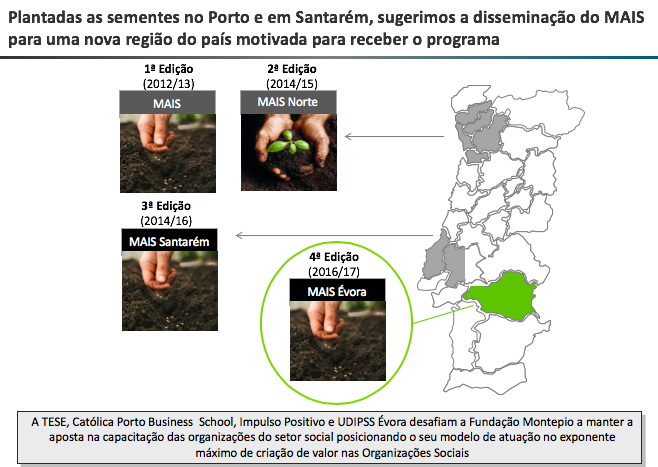 Plantadas as sementes no Porto e em Santarém, sugerimos a disseminação do MAIS
para uma nova região do país motivada para receber o programa
1ª Edição
(2012/13)
MAIS
2ª Edição
(2014/15)
MAIS Norte
3ª Edição
(2014/16)
MAIS Santarém
4ª Edição
(2016/17)
MAIS Évora
A TESE, Católica Porto Business School, Impulso Positivo e UDIPSS Évora desafiam a Fundação Montepio a manter a
aposta na capacitação das organizações do setor social posicionando o seu modelo de atuação no exponente
máximo de criação de valor nas Organizações Sociais